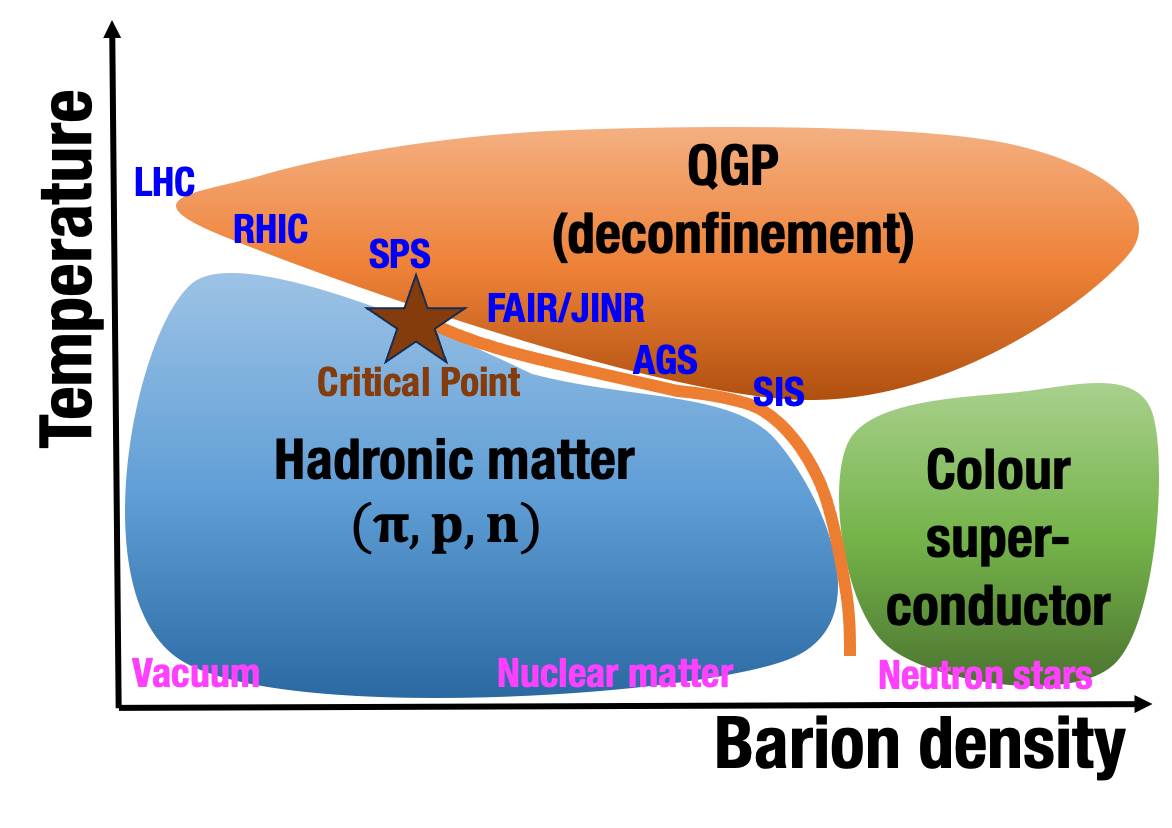 Temperature
LHC
RHIC
SPS
QGP
(deconfinement)
FAIR/JINR
AGS
SIS
Critical Point
Hadronic matter
(π, p, n)
Colour
super-
conductor
Vacuum
Nuclear matter
Neutron stars
Barion density